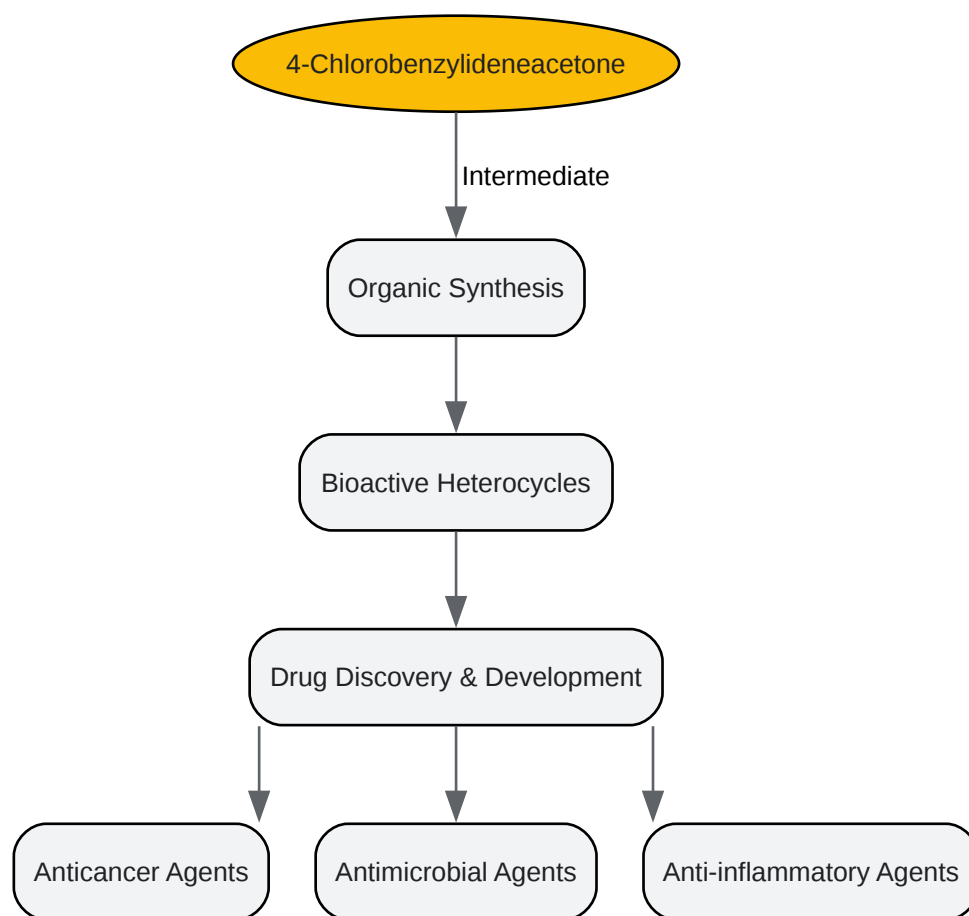 4-Chlorobenzylideneacetone
Intermediate
Organic Synthesis
Bioactive Heterocycles
Drug Discovery & Development
Anticancer Agents
Antimicrobial Agents
Anti-inflammatory Agents